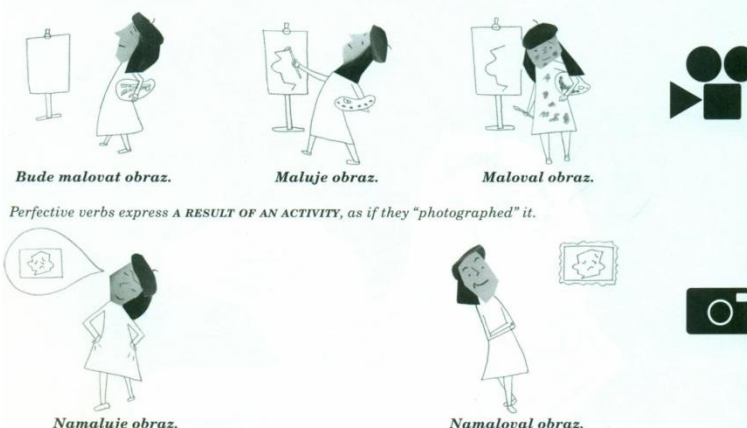 Bude malovat obraz.
Maluje obraz.
Maloval obraz.
Perfective verbs express A RESULT OF AN ACTIVITY, as if they "photographed" it.
Namaluje obraz.
Namaloval obraz.